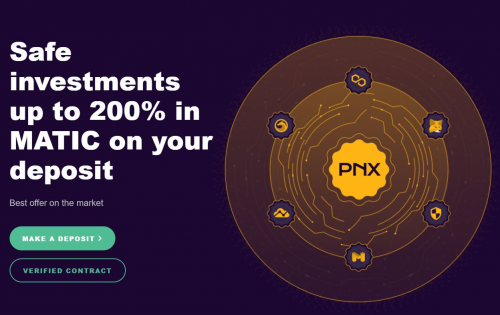 Safe
investments
up to 200% in
MATIC on your
deposit
Best offer on the market
MAKE A DEPOSIT >
VERIFIED CONTRACT
PNX